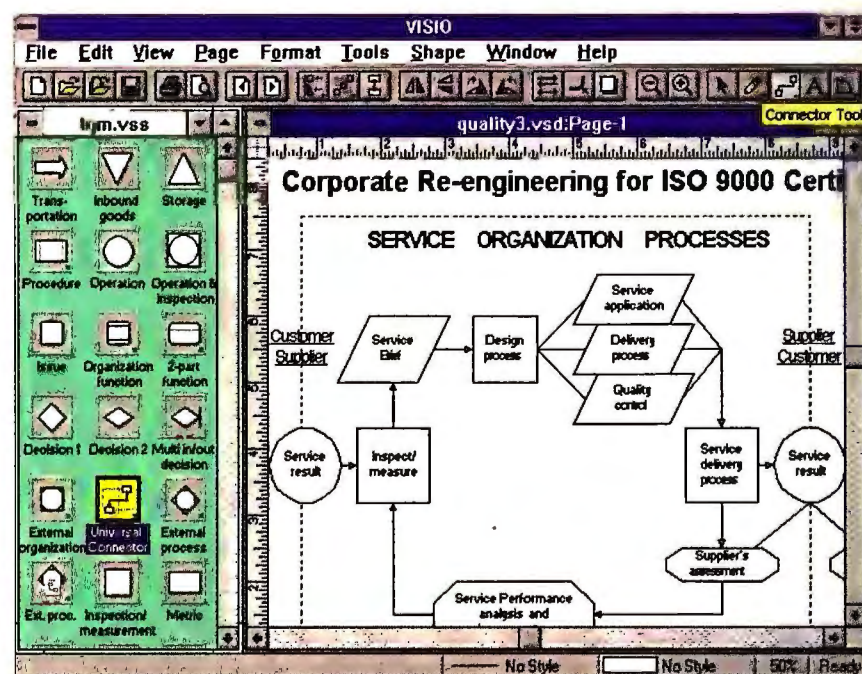 VISIO
File Edit View Page Format Tools Shape Window Help
Connector Tool
tqm.vss
quality3.vsd:Page-1
Trans-
portation
Inbound
goods
Storage
Procedure
Operation
Operation &
inspection
Issue
Organization
function
2-part
function
Decision 1
Decision 2
Multi in/out
decision
External
organization
Universal
Connector
External
process
Ext. proc.
Inspection/
measurement
Metric
Corporate Re-engineering for ISO 9000 Certi
SERVICE ORGANIZATION PROCESSES
Customer
Supplier
Service
Brief
Design
process
Service
application
Delivery
process
Quality
control
Supplier
Customer
Service
result
Inspect/
measure
Service
delivery
process
Service
result
Supplier's
assessment
Service Performance
analysis and
No Style No Style 50% Ready